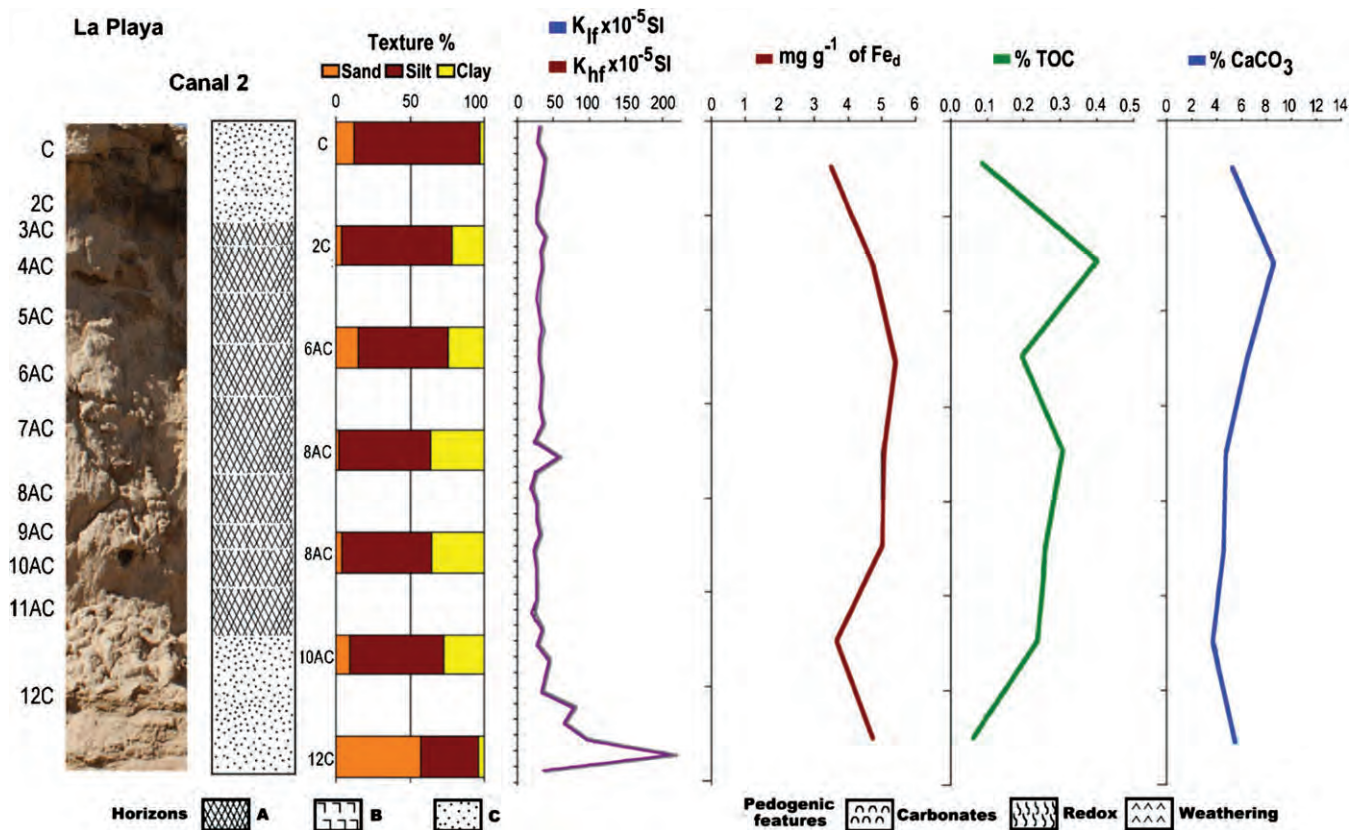 La Playa
Canal 2
Texture %
Sand Silt Clay
0 50 100
K_lf x10^-5 SI
K_hf x10^-5 SI
0 50 100 150 200
mg g^-1 of Fe_d
0 1 2 3 4 5 6
% TOC
0.0 0.1 0.2 0.3 0.4 0.5
% CaCO_3
0 2 4 6 8 10 12 14
C
2C
3AC
4AC
5AC
6AC
7AC
8AC
9AC
10AC
11AC
12C
C
2C
6AC
8AC
8AC
10AC
12C
Horizons A B C
Pedogenic features Carbonates Redox Weathering